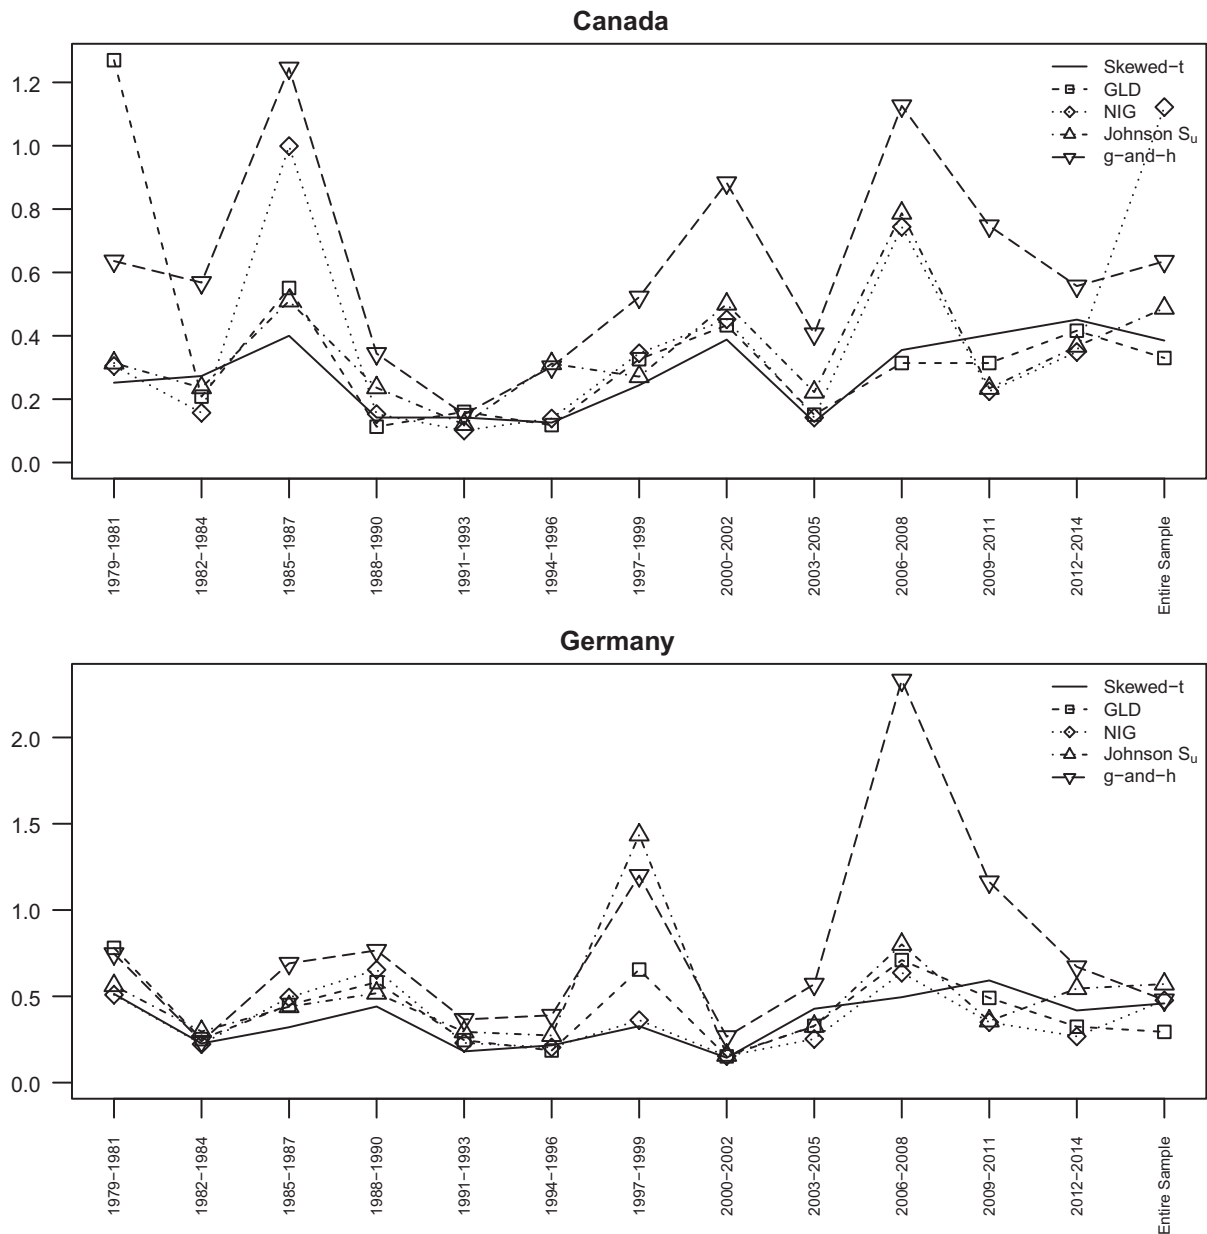 Canada
1.2
1.0
0.8
0.6
0.4
0.2
0.0
Skewed−t
GLD
NIG
Johnson Su
g−and−h
1979−1981
1982−1984
1985−1987
1988−1990
1991−1993
1994−1996
1997−1999
2000−2002
2003−2005
2006−2008
2009−2011
2012−2014
Entire Sample
Germany
2.0
1.5
1.0
0.5
0.0
Skewed−t
GLD
NIG
Johnson Su
g−and−h
1979−1981
1982−1984
1985−1987
1988−1990
1991−1993
1994−1996
1997−1999
2000−2002
2003−2005
2006−2008
2009−2011
2012−2014
Entire Sample